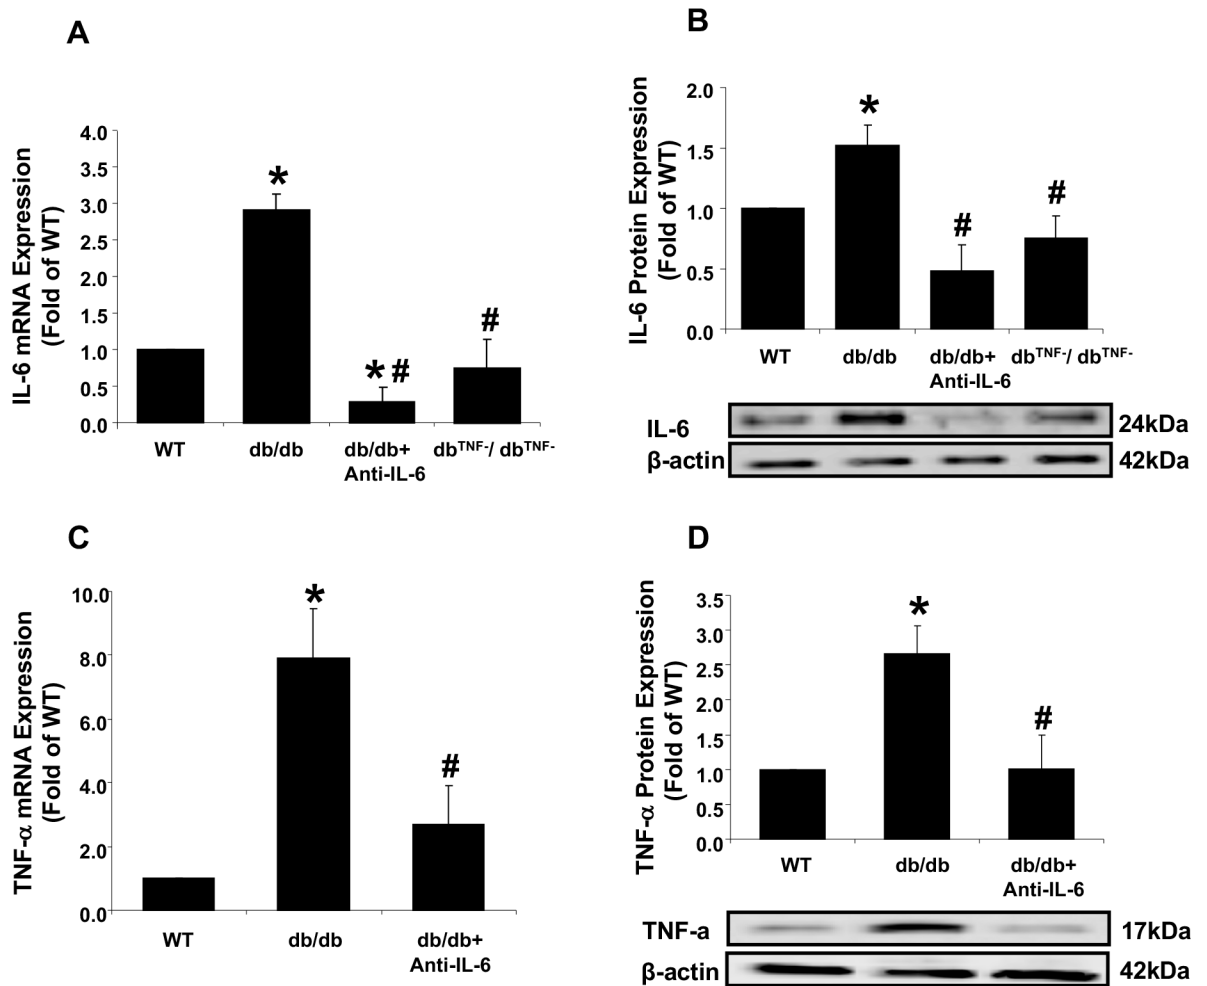 A
IL-6 mRNA Expression
(Fold of WT)
4.0
3.5
3.0
2.5
2.0
1.5
1.0
0.5
0.0
*
* #
#
WT db/db db/db+ dbTNF-/ dbTNF-
Anti-IL-6
B
IL-6 Protein Expression
(Fold of WT)
2.0
1.5
1.0
0.5
0.0
*
#
#
WT db/db db/db+ dbTNF-/ dbTNF-
Anti-IL-6
IL-6 24kDa
β-actin 42kDa
C
TNF-α mRNA Expression
(Fold of WT)
10.0
8.0
6.0
4.0
2.0
0.0
*
#
WT db/db db/db+
Anti-IL-6
D
TNF-α Protein Expression
(Fold of WT)
3.5
3.0
2.5
2.0
1.5
1.0
0.5
0.0
*
#
WT db/db db/db+
Anti-IL-6
TNF-a 17kDa
β-actin 42kDa